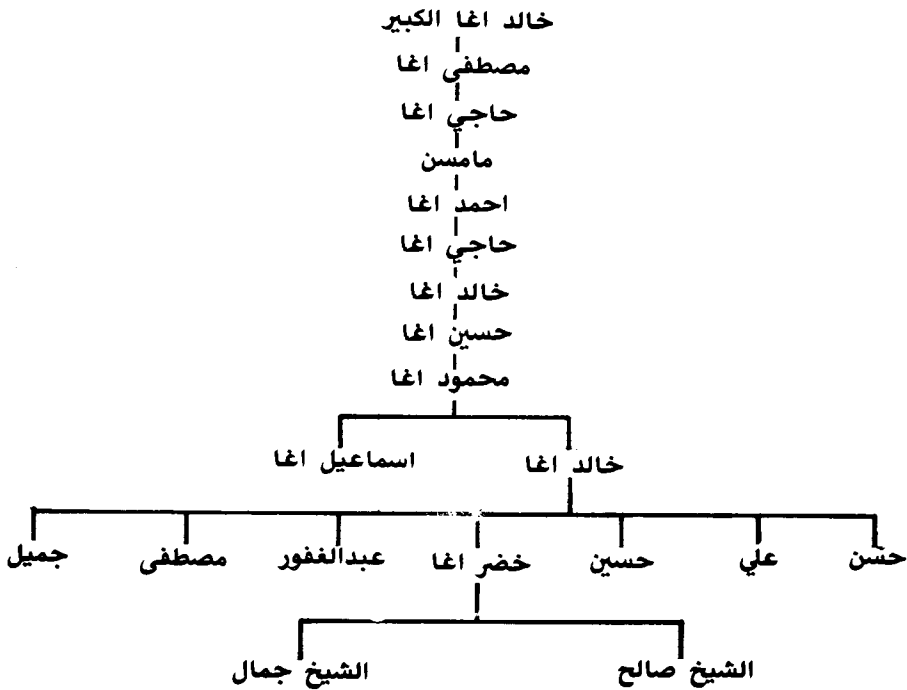 خالد اغا الكبير
مصطفى اغا
حاجي اغا
مامسن
احمد اغا
حاجي اغا
خالد اغا
حسين اغا
محمود اغا
خالد اغا اسماعيل اغا
حسن علي حسين خضر اغا عبدالغفور مصطفى جميل
الشيخ صالح الشيخ جمال